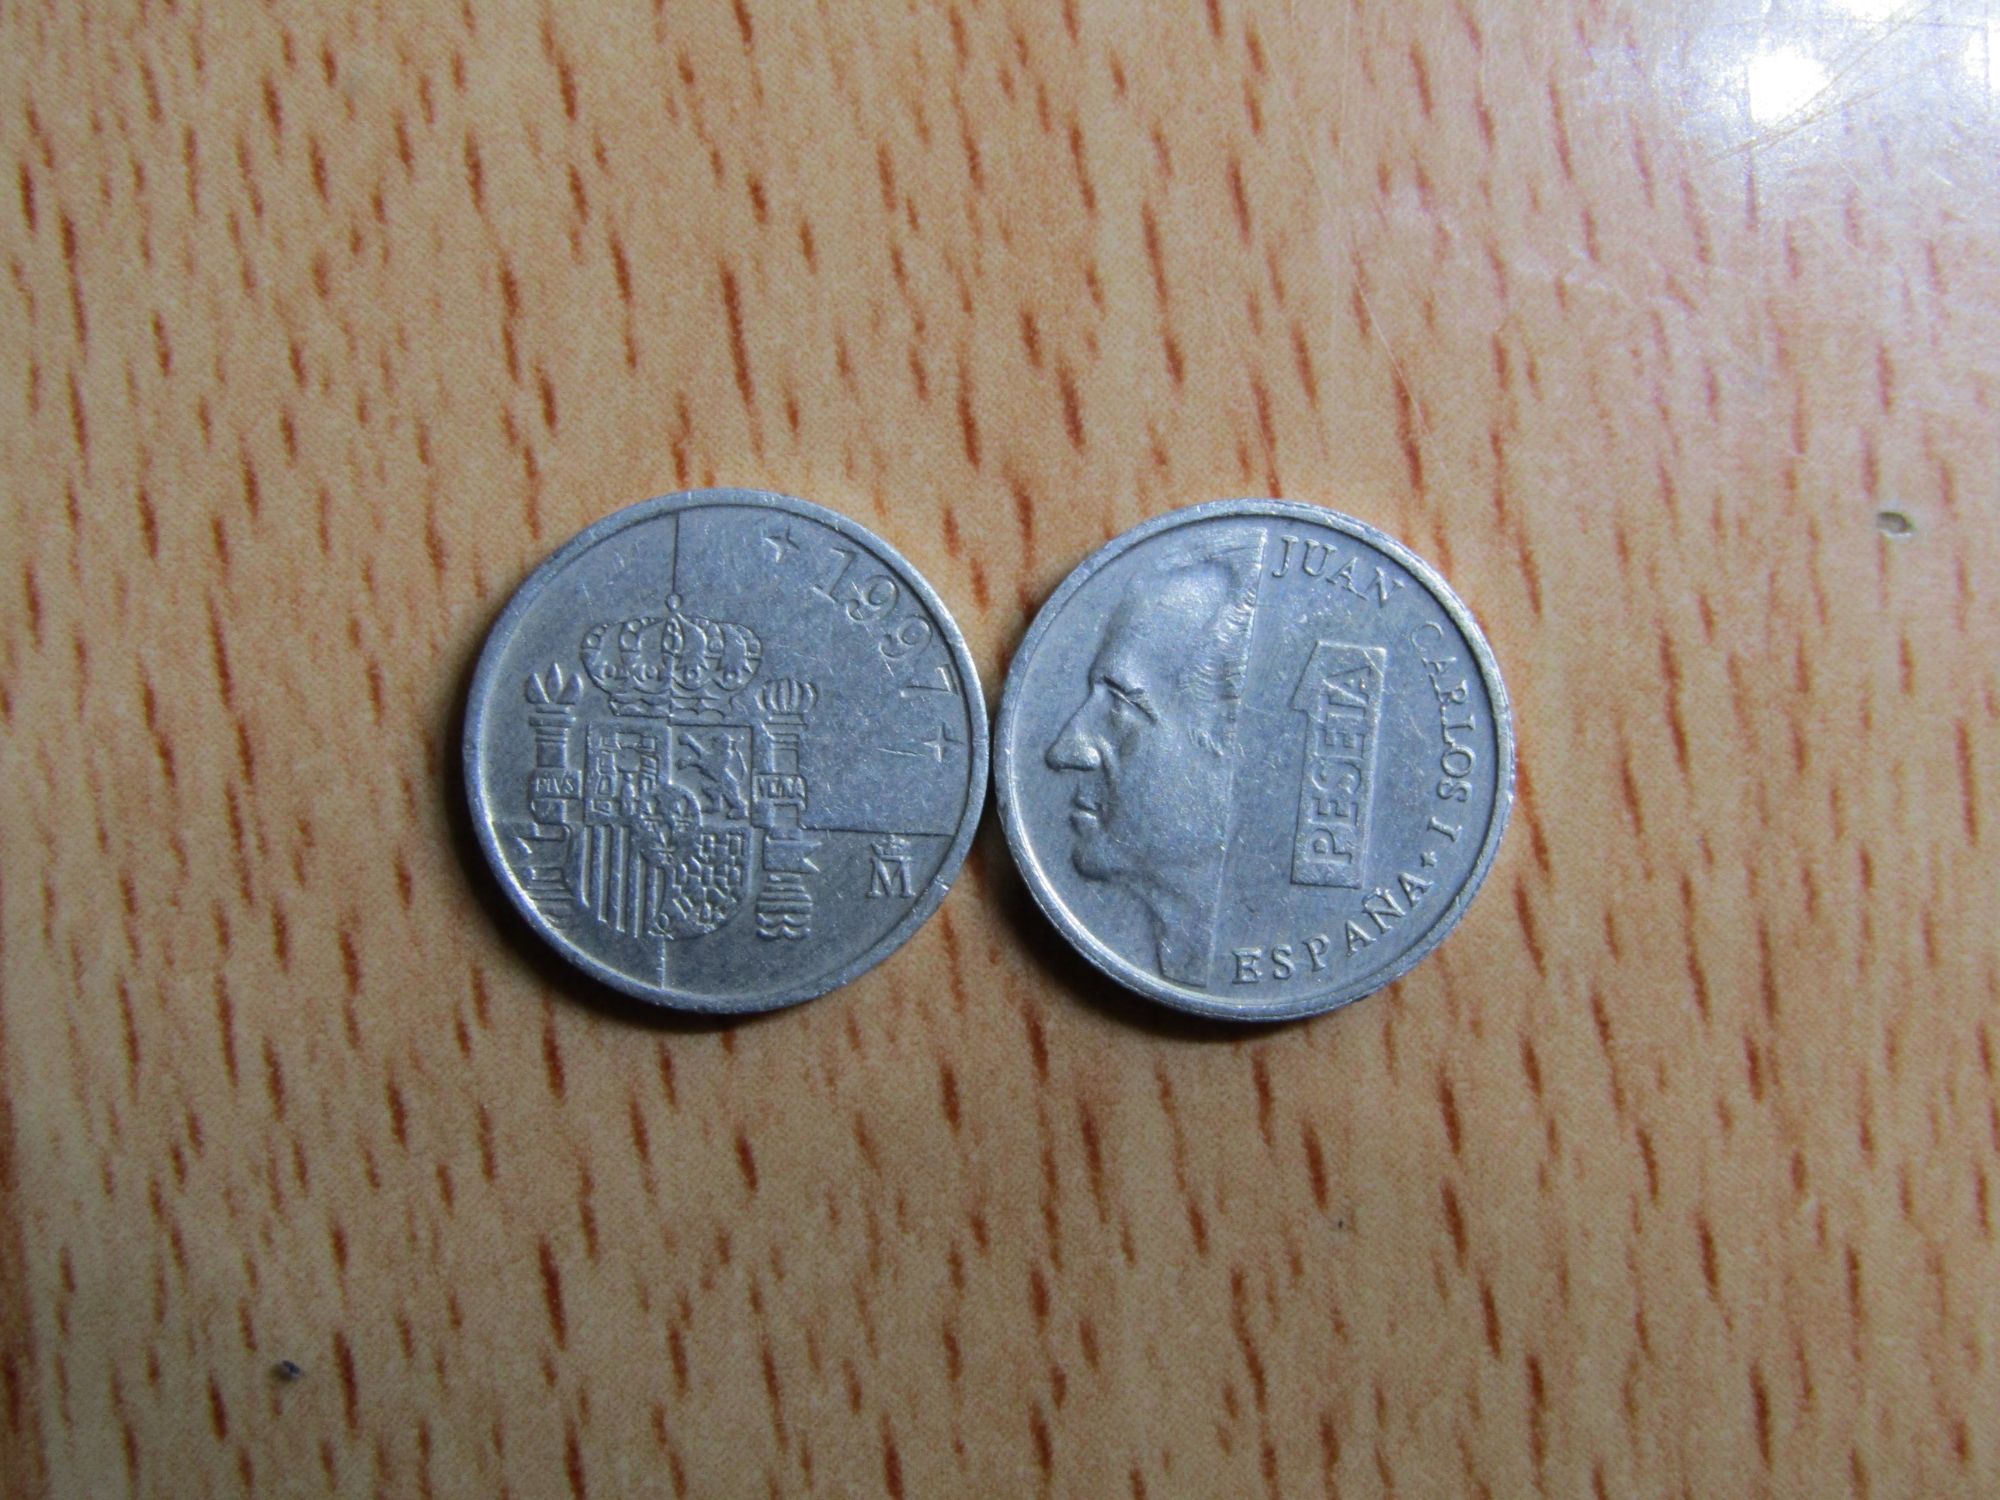 1997
PLVS
VLTRA
M
JUAN CARLOS I
1 PESETA
ESPAÑA